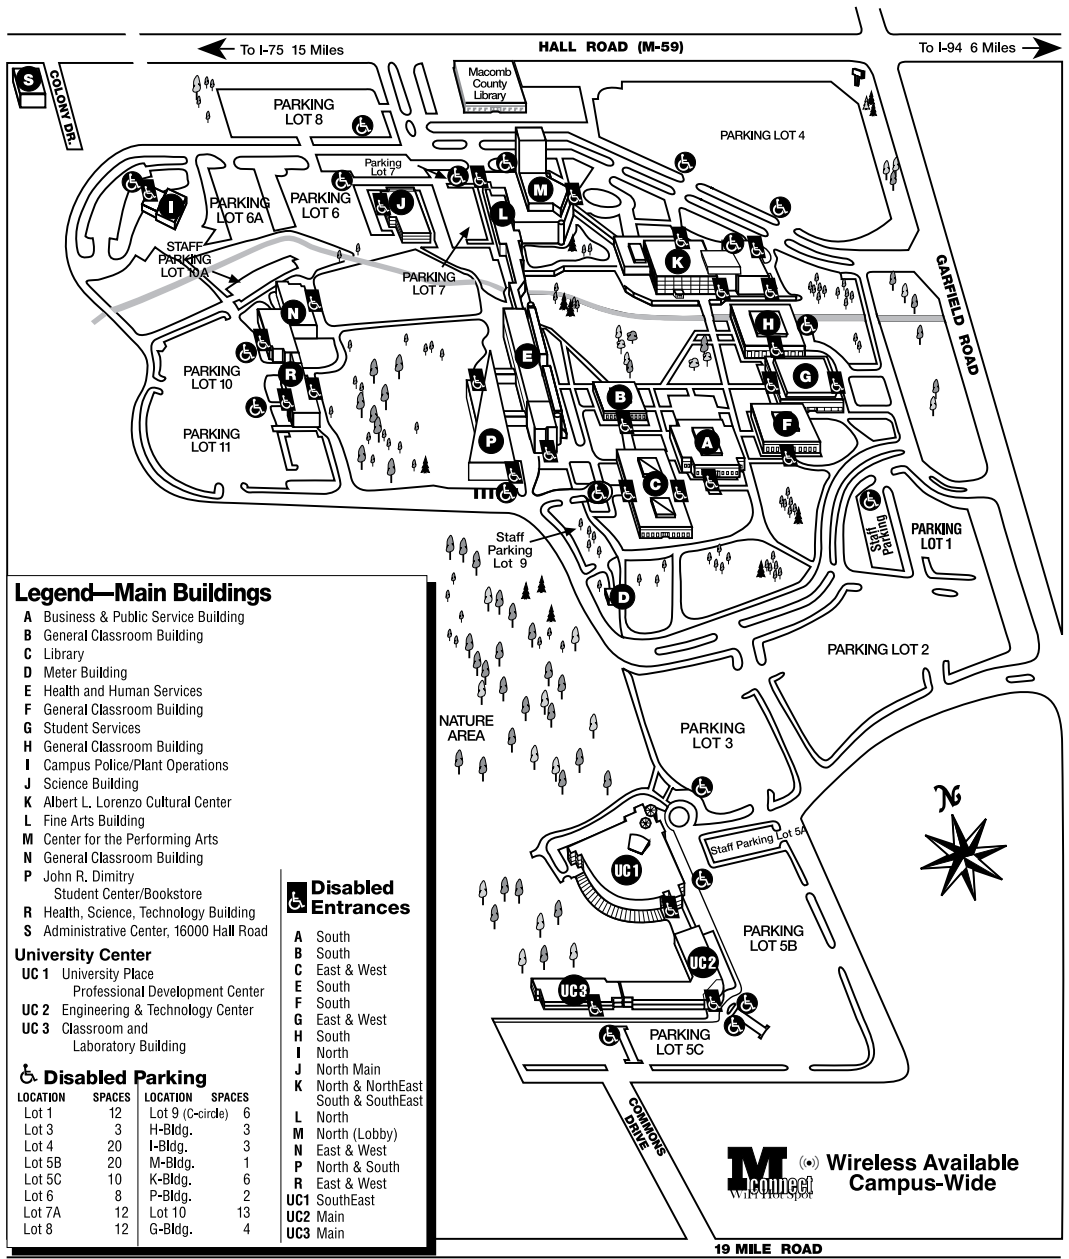 To I-75 15 Miles
HALL ROAD (M-59)
To I-94 6 Miles
S
COLONY DR.
Macomb
County
Library
PARKING
LOT 8
PARKING LOT 4
Parking
Lot 7
M
I
PARKING
LOT 6A
PARKING
LOT 6
J
L
STAFF
PARKING
LOT 10A
PARKING
LOT 7
K
GARFIELD ROAD
N
H
E
PARKING
LOT 10
R
G
B
PARKING
LOT 11
P
A
F
C
Staff
Parking
PARKING
LOT 1
Staff
Parking
Lot 9
D
PARKING LOT 2
NATURE
AREA
PARKING
LOT 3
N
Staff Parking Lot 5A
UC1
PARKING
LOT 5B
UC2
UC3
PARKING
LOT 5C
COMMONS
DRIVE
Legend—Main Buildings
A Business & Public Service Building
B General Classroom Building
C Library
D Meter Building
E Health and Human Services
F General Classroom Building
G Student Services
H General Classroom Building
I Campus Police/Plant Operations
J Science Building
K Albert L. Lorenzo Cultural Center
L Fine Arts Building
M Center for the Performing Arts
N General Classroom Building
P John R. Dimitry
Student Center/Bookstore
R Health, Science, Technology Building
S Administrative Center, 16000 Hall Road
University Center
UC 1 University Place
Professional Development Center
UC 2 Engineering & Technology Center
UC 3 Classroom and
Laboratory Building
Disabled Parking
LOCATION SPACES LOCATION SPACES
Lot 1 12 Lot 9 (C-circle) 6
Lot 3 3 H-Bldg. 3
Lot 4 20 I-Bldg. 3
Lot 5B 20 M-Bldg. 1
Lot 5C 10 K-Bldg. 6
Lot 6 8 P-Bldg. 2
Lot 7A 12 Lot 10 13
Lot 8 12 G-Bldg. 4
Disabled
Entrances
A South
B South
C East & West
E South
F South
G East & West
H South
I North
J North Main
K North & NorthEast
South & SouthEast
L North
M North (Lobby)
N East & West
P North & South
R East & West
UC1 SouthEast
UC2 Main
UC3 Main
M
connect
WiFi HotSpot
Wireless Available
Campus-Wide
19 MILE ROAD